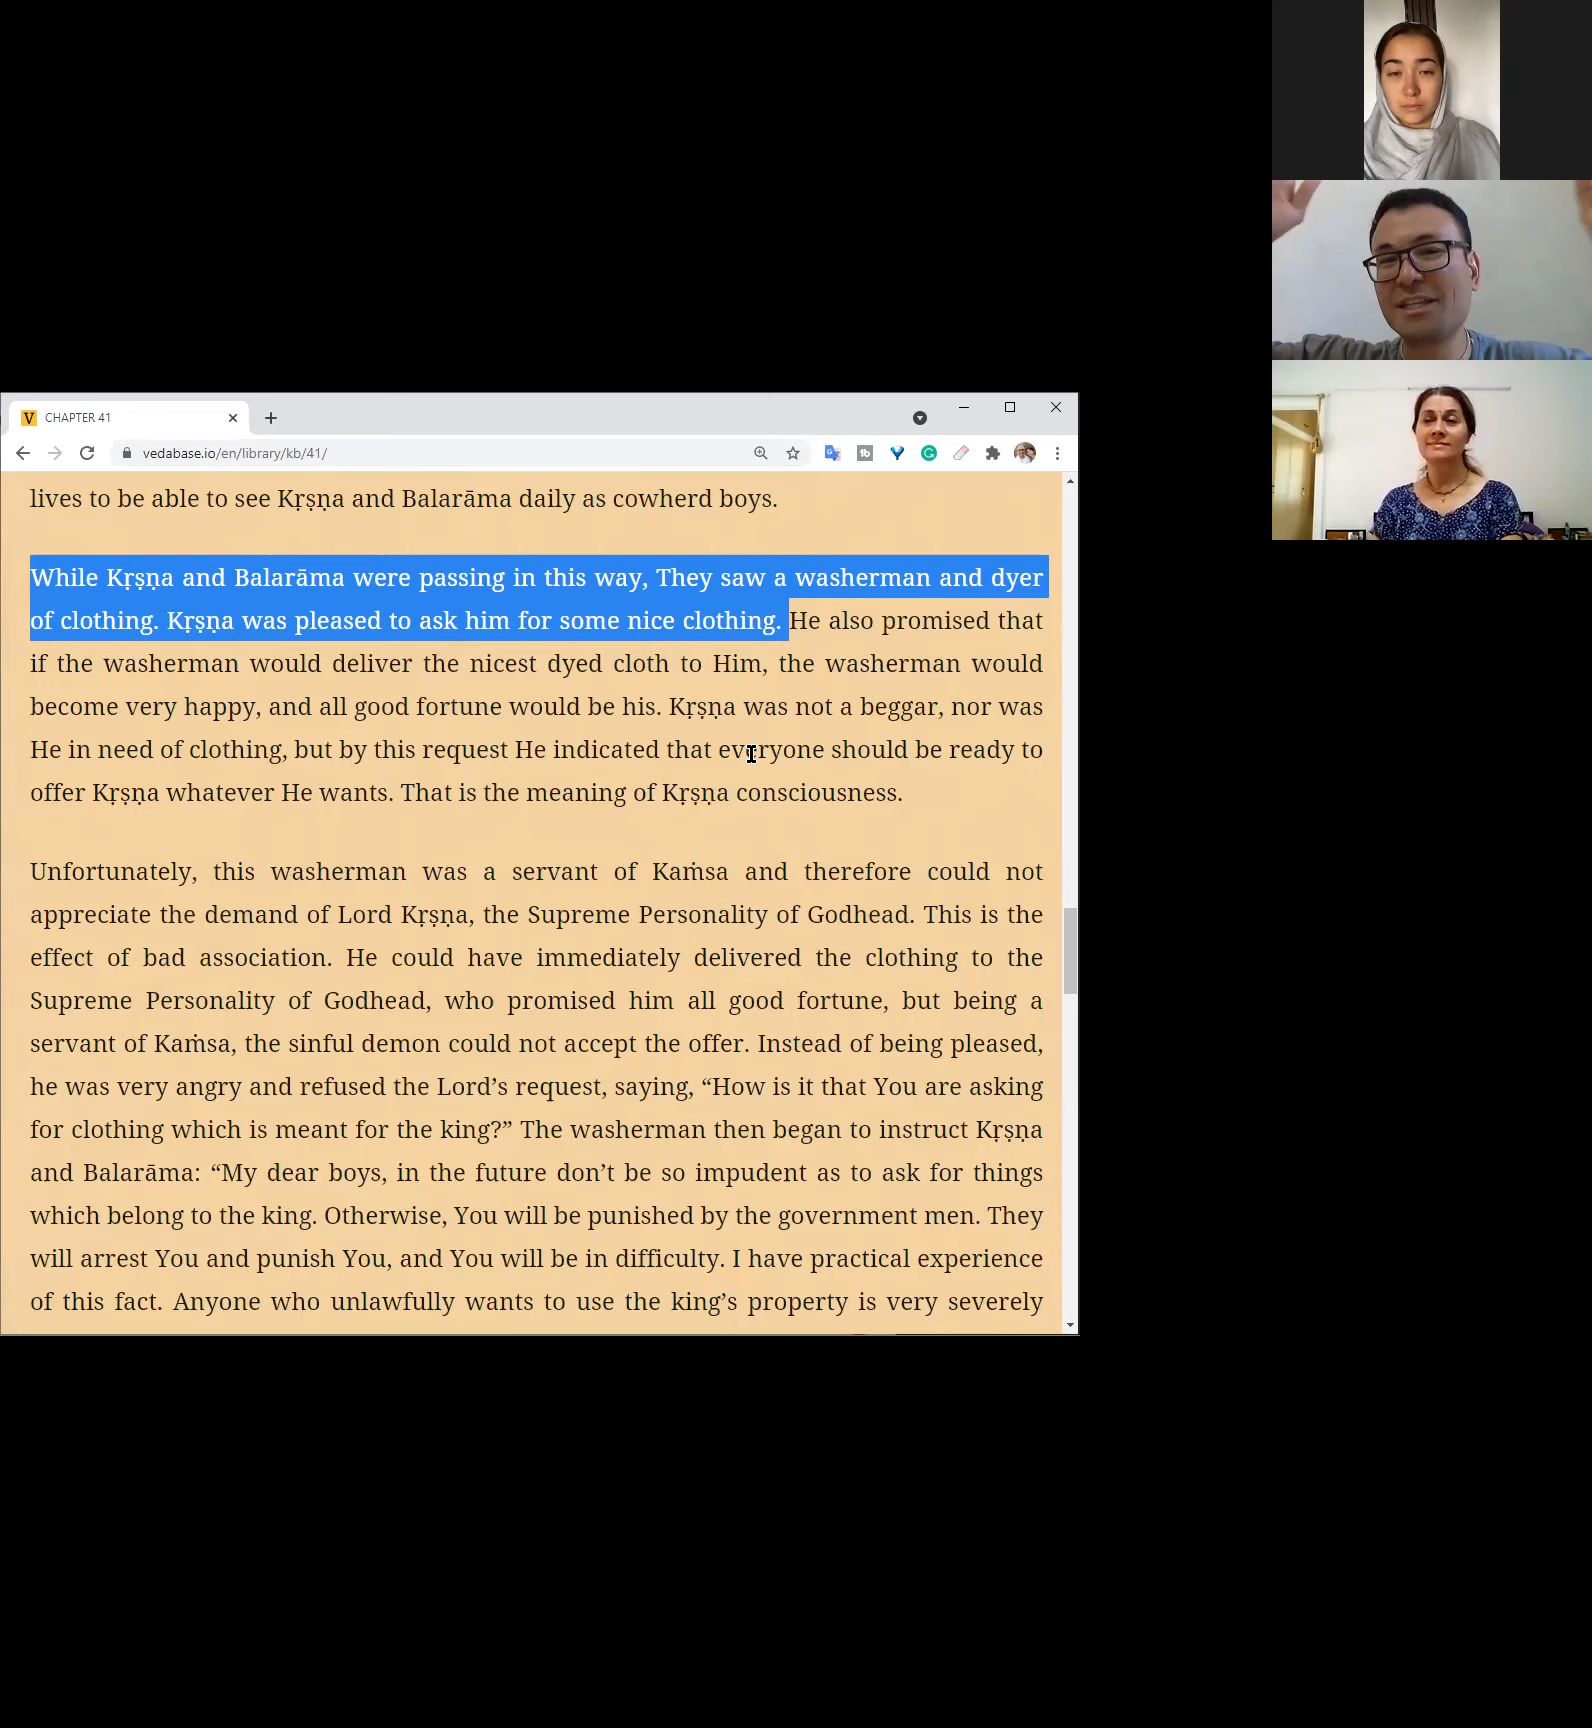 CHAPTER 41
vedabase.io/en/library/kb/41/
lives to be able to see Kṛṣṇa and Balarāma daily as cowherd boys.
While Kṛṣṇa and Balarāma were passing in this way, They saw a washerman and dyer
of clothing. Kṛṣṇa was pleased to ask him for some nice clothing. He also promised that
if the washerman would deliver the nicest dyed cloth to Him, the washerman would
become very happy, and all good fortune would be his. Kṛṣṇa was not a beggar, nor was
He in need of clothing, but by this request He indicated that everyone should be ready to
offer Kṛṣṇa whatever He wants. That is the meaning of Kṛṣṇa consciousness.
Unfortunately, this washerman was a servant of Kaṁsa and therefore could not
appreciate the demand of Lord Kṛṣṇa, the Supreme Personality of Godhead. This is the
effect of bad association. He could have immediately delivered the clothing to the
Supreme Personality of Godhead, who promised him all good fortune, but being a
servant of Kaṁsa, the sinful demon could not accept the offer. Instead of being pleased,
he was very angry and refused the Lord’s request, saying, “How is it that You are asking
for clothing which is meant for the king?” The washerman then began to instruct Kṛṣṇa
and Balarāma: “My dear boys, in the future don’t be so impudent as to ask for things
which belong to the king. Otherwise, You will be punished by the government men. They
will arrest You and punish You, and You will be in difficulty. I have practical experience
of this fact. Anyone who unlawfully wants to use the king’s property is very severely